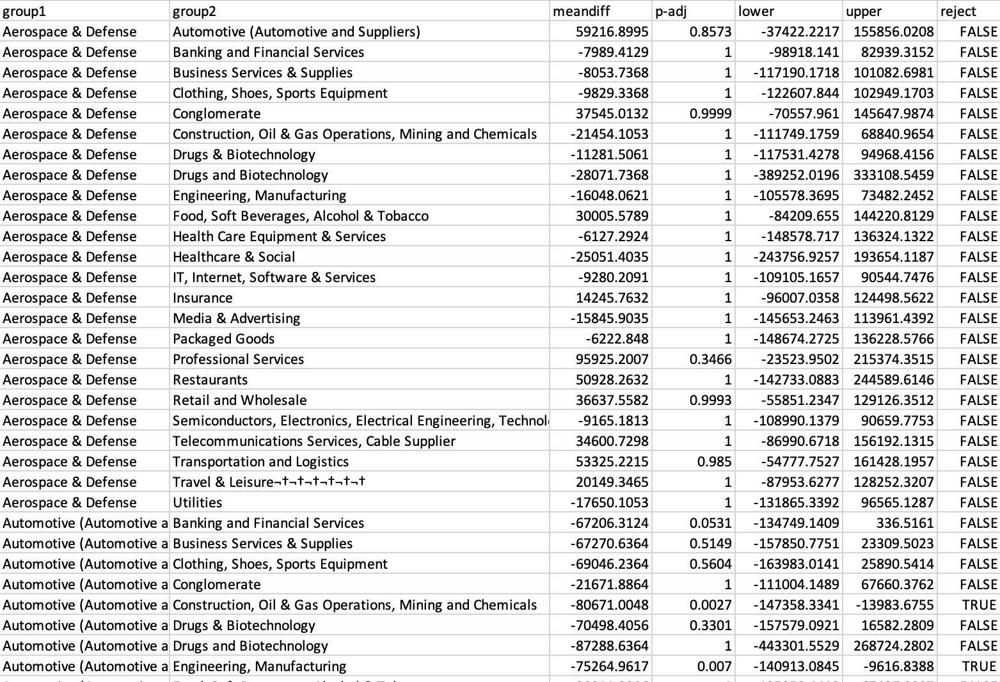 group1 group2 meandiff p-adj lower upper reject
Aerospace & Defense Automotive (Automotive and Suppliers) 59216.8995 0.8573 -37422.2217 155856.0208 FALSE
Aerospace & Defense Banking and Financial Services -7989.4129 1 -98918.141 82939.3152 FALSE
Aerospace & Defense Business Services & Supplies -8053.7368 1 -117190.1718 101082.6981 FALSE
Aerospace & Defense Clothing, Shoes, Sports Equipment -9829.3368 1 -122607.844 102949.1703 FALSE
Aerospace & Defense Conglomerate 37545.0132 0.9999 -70557.961 145647.9874 FALSE
Aerospace & Defense Construction, Oil & Gas Operations, Mining and Chemicals -21454.1053 1 -111749.1759 68840.9654 FALSE
Aerospace & Defense Drugs & Biotechnology -11281.5061 1 -117531.4278 94968.4156 FALSE
Aerospace & Defense Drugs and Biotechnology -28071.7368 1 -389252.0196 333108.5459 FALSE
Aerospace & Defense Engineering, Manufacturing -16048.0621 1 -105578.3695 73482.2452 FALSE
Aerospace & Defense Food, Soft Beverages, Alcohol & Tobacco 30005.5789 1 -84209.655 144220.8129 FALSE
Aerospace & Defense Health Care Equipment & Services -6127.2924 1 -148578.717 136324.1322 FALSE
Aerospace & Defense Healthcare & Social -25051.4035 1 -243756.9257 193654.1187 FALSE
Aerospace & Defense IT, Internet, Software & Services -9280.2091 1 -109105.1657 90544.7476 FALSE
Aerospace & Defense Insurance 14245.7632 1 -96007.0358 124498.5622 FALSE
Aerospace & Defense Media & Advertising -15845.9035 1 -145653.2463 113961.4392 FALSE
Aerospace & Defense Packaged Goods -6222.848 1 -148674.2725 136228.5766 FALSE
Aerospace & Defense Professional Services 95925.2007 0.3466 -23523.9502 215374.3515 FALSE
Aerospace & Defense Restaurants 50928.2632 1 -142733.0883 244589.6146 FALSE
Aerospace & Defense Retail and Wholesale 36637.5582 0.9993 -55851.2347 129126.3512 FALSE
Aerospace & Defense Semiconductors, Electronics, Electrical Engineering, Technol -9165.1813 1 -108990.1379 90659.7753 FALSE
Aerospace & Defense Telecommunications Services, Cable Supplier 34600.7298 1 -86990.6718 156192.1315 FALSE
Aerospace & Defense Transportation and Logistics 53325.2215 0.985 -54777.7527 161428.1957 FALSE
Aerospace & Defense Travel & Leisure¬†¬†¬†¬†¬†¬† 20149.3465 1 -87953.6277 128252.3207 FALSE
Aerospace & Defense Utilities -17650.1053 1 -131865.3392 96565.1287 FALSE
Automotive (Automotive a Banking and Financial Services -67206.3124 0.0531 -134749.1409 336.5161 FALSE
Automotive (Automotive a Business Services & Supplies -67270.6364 0.5149 -157850.7751 23309.5023 FALSE
Automotive (Automotive a Clothing, Shoes, Sports Equipment -69046.2364 0.5604 -163983.0141 25890.5414 FALSE
Automotive (Automotive a Conglomerate -21671.8864 1 -111004.1489 67660.3762 FALSE
Automotive (Automotive a Construction, Oil & Gas Operations, Mining and Chemicals -80671.0048 0.0027 -147358.3341 -13983.6755 TRUE
Automotive (Automotive a Drugs & Biotechnology -70498.4056 0.3301 -157579.0921 16582.2809 FALSE
Automotive (Automotive a Drugs and Biotechnology -87288.6364 1 -443301.5529 268724.2802 FALSE
Automotive (Automotive a Engineering, Manufacturing -75264.9617 0.007 -140913.0845 -9616.8388 TRUE